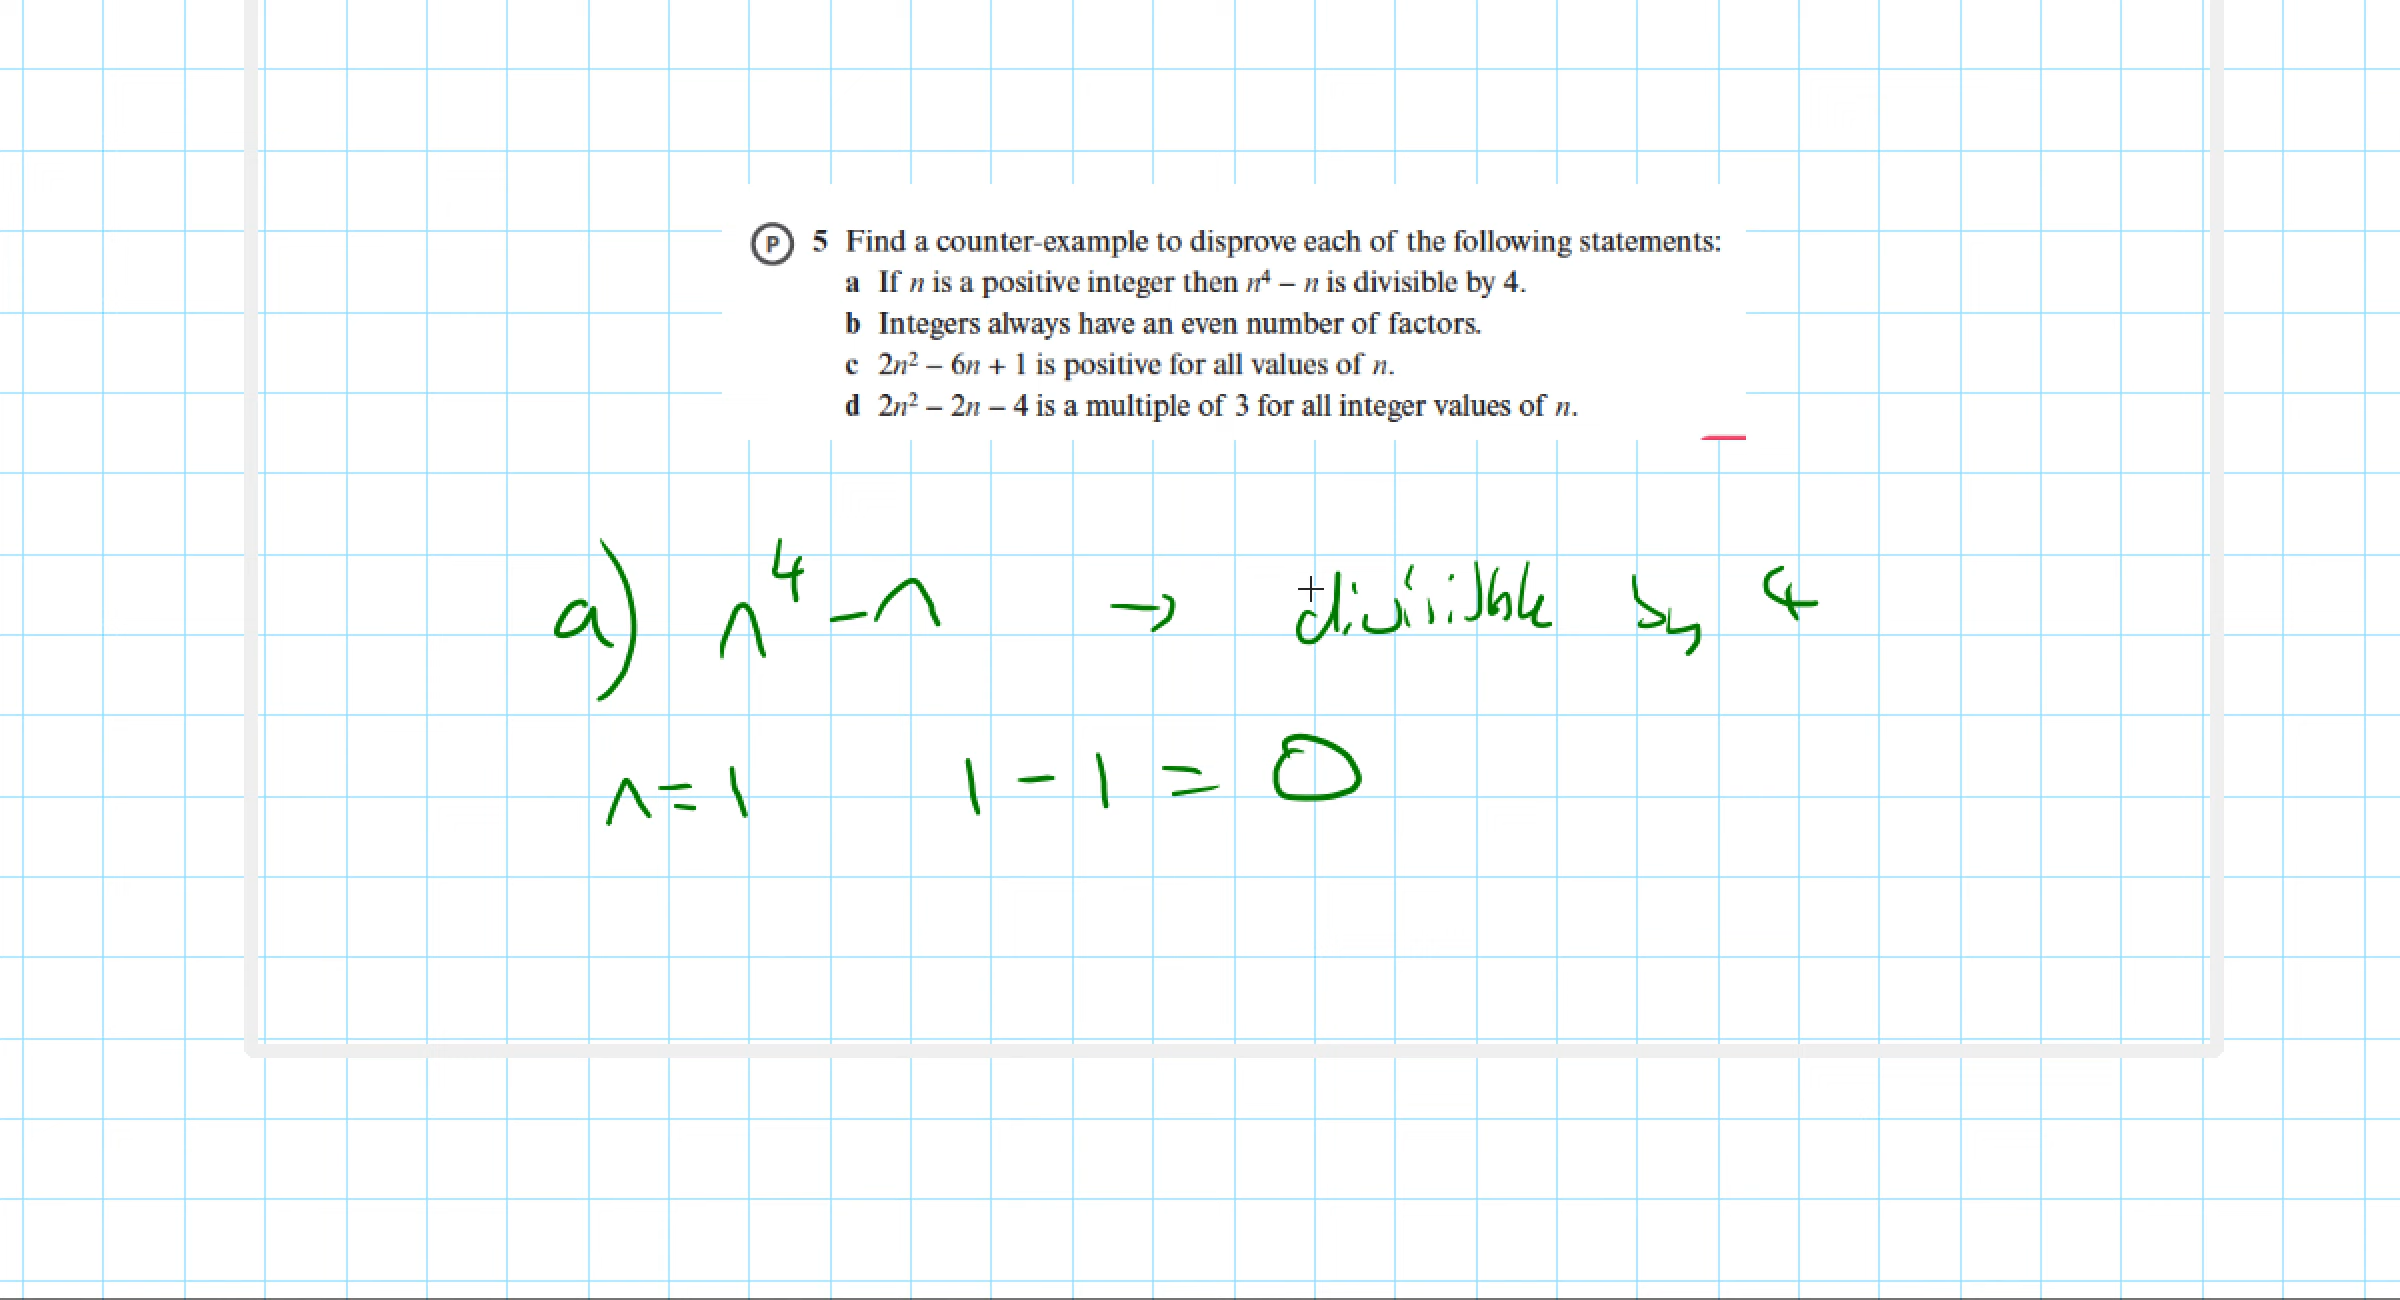 P 5 Find a counter-example to disprove each of the following statements:
a If n is a positive integer then n⁴ – n is divisible by 4.
b Integers always have an even number of factors.
c 2n² – 6n + 1 is positive for all values of n.
d 2n² – 2n – 4 is a multiple of 3 for all integer values of n.
a) n⁴ – n → divisible by 4
n = 1 1 – 1 = 0